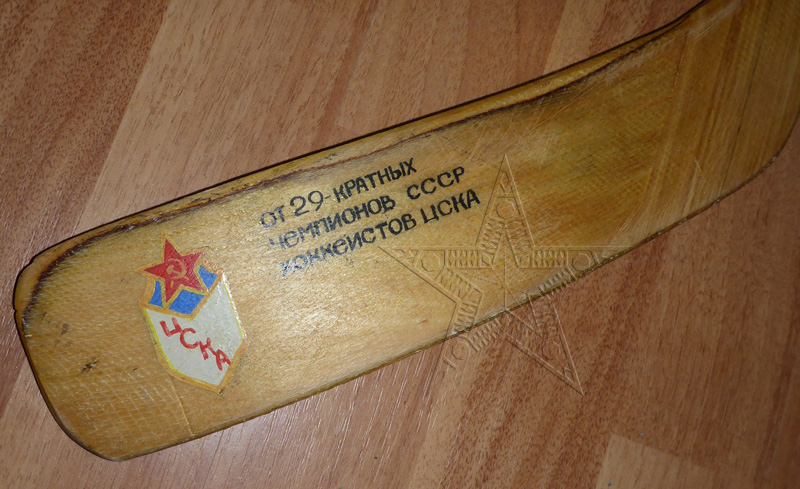 ОТ 29-КРАТНЫХ
ЧЕМПИОНОВ СССР
ХОККЕИСТОВ ЦСКА
ЦСКА